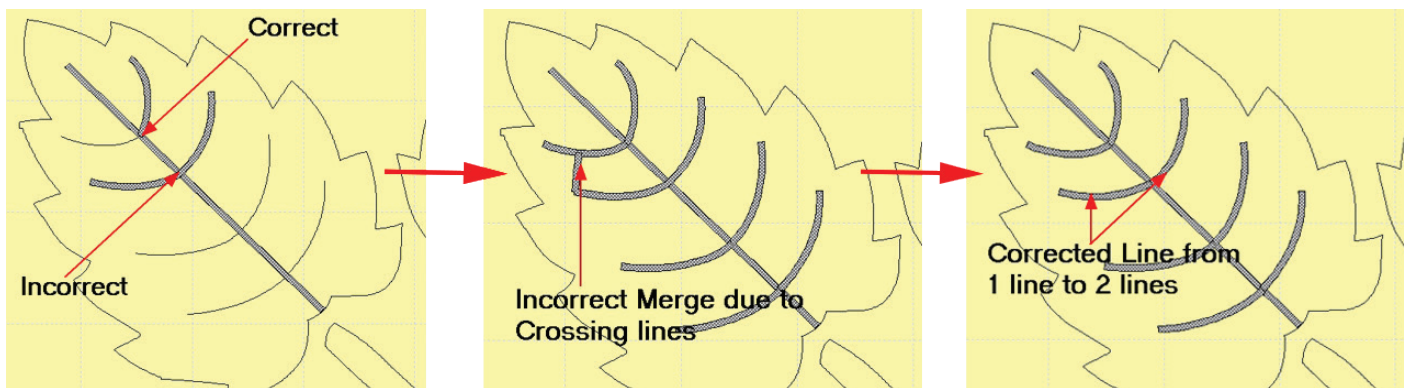 Correct
Incorrect
Incorrect Merge due to
Crossing lines
Corrected Line from
1 line to 2 lines